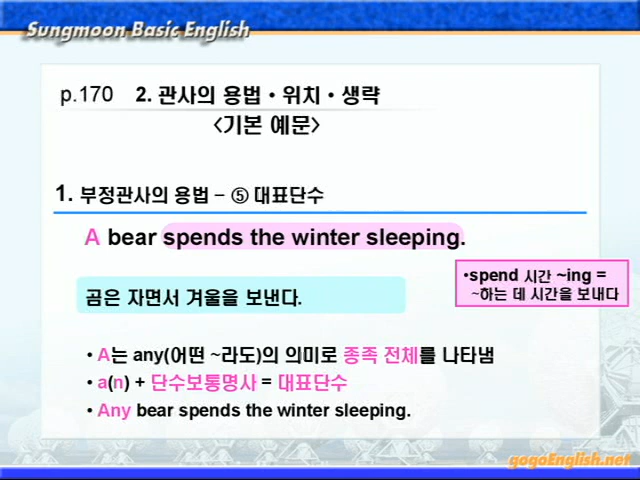 Sungmoon Basic English
p.170 2. 관사의 용법·위치·생략
<기본 예문>
1. 부정관사의 용법 – ⑤ 대표단수
A bear spends the winter sleeping.
•spend 시간 ~ing =
~하는 데 시간을 보내다
곰은 자면서 겨울을 보낸다.
• A는 any(어떤 ~라도)의 의미로 종족 전체를 나타냄
• a(n) + 단수보통명사 = 대표단수
• Any bear spends the winter sleeping.
gogoEnglish.net